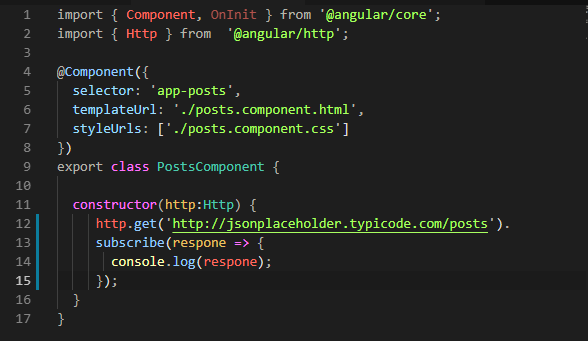 1 import { Component, OnInit } from '@angular/core';
2 import { Http } from  '@angular/http';
3
4 @Component({
5   selector: 'app-posts',
6   templateUrl: './posts.component.html',
7   styleUrls: ['./posts.component.css']
8 })
9 export class PostsComponent {
10
11   constructor(http:Http) {
12      http.get('http://jsonplaceholder.typicode.com/posts').
13      subscribe(respone => {
14        console.log(respone);
15      });
16   }
17 }